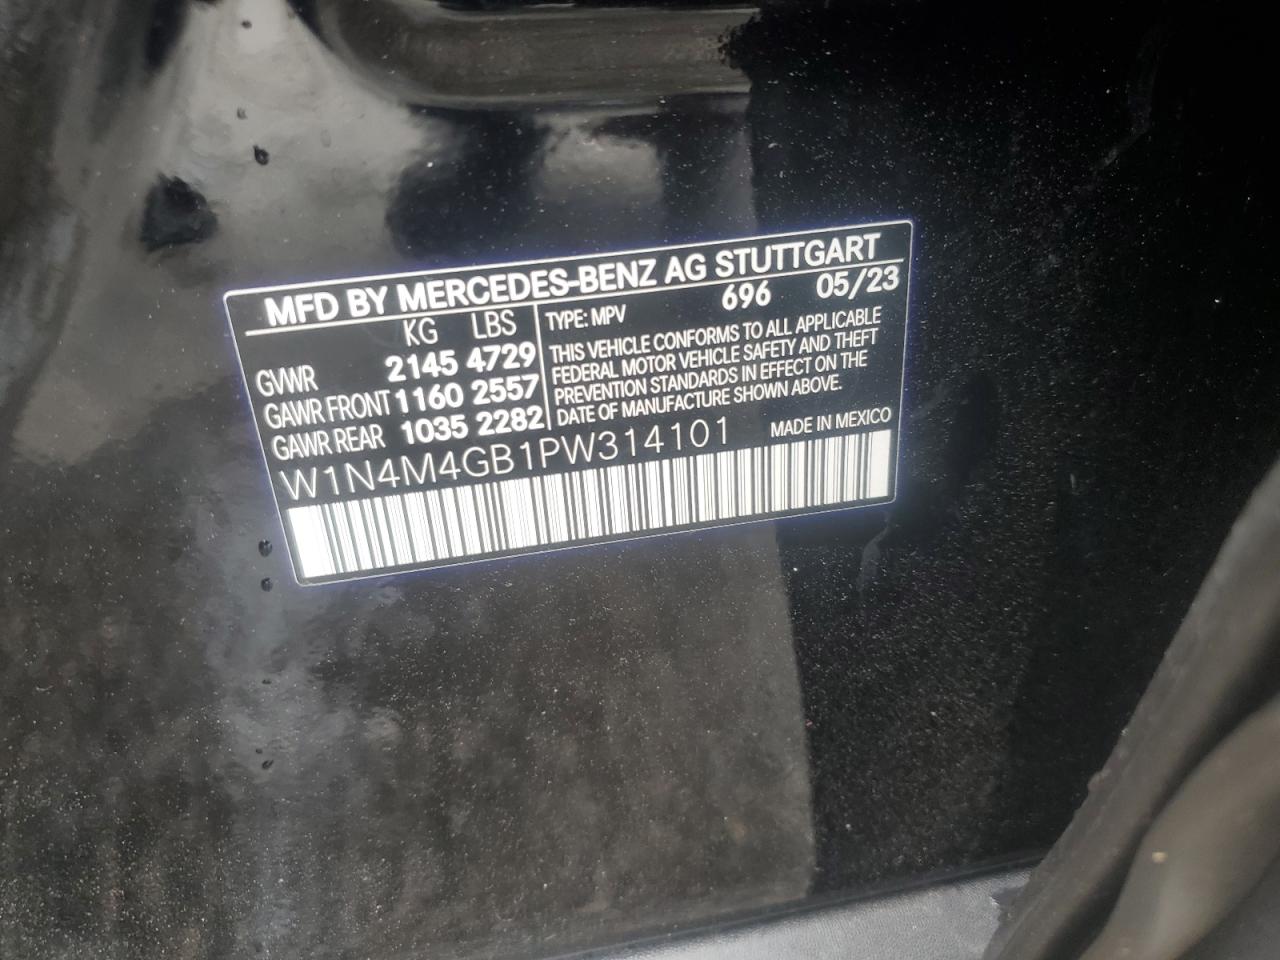 MFD BY MERCEDES-BENZ AG STUTTGART
KG LBS
GVWR 2145 4729
GAWR FRONT 1160 2557
GAWR REAR 1035 2282
TYPE: MPV 696 05/23
THIS VEHICLE CONFORMS TO ALL APPLICABLE
FEDERAL MOTOR VEHICLE SAFETY AND THEFT
PREVENTION STANDARDS IN EFFECT ON THE
DATE OF MANUFACTURE SHOWN ABOVE.
W1N4M4GB1PW314101 MADE IN MEXICO